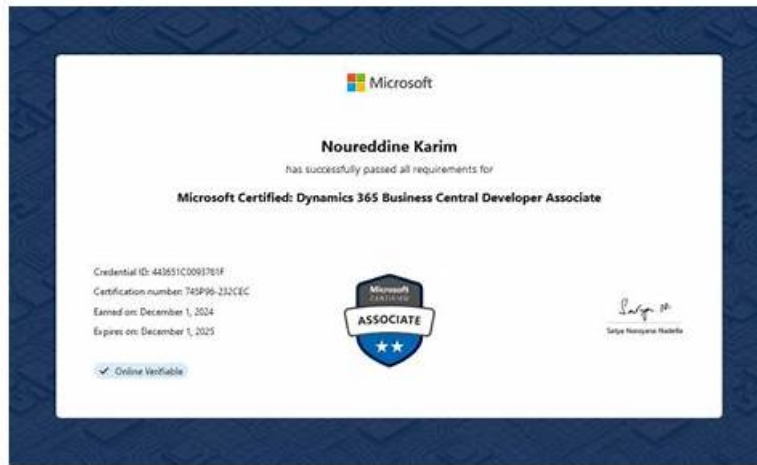 Microsoft
Noureddine Karim
has successfully passed all requirements for
Microsoft Certified: Dynamics 365 Business Central Developer Associate
Credential ID: 443651C0093781F
Certification number: 745P96-232CEC
Earned on: December 1, 2024
Expires on: December 1, 2025
Online Verifiable
Microsoft
CERTIFIED
ASSOCIATE
Satya Narayana Nadella